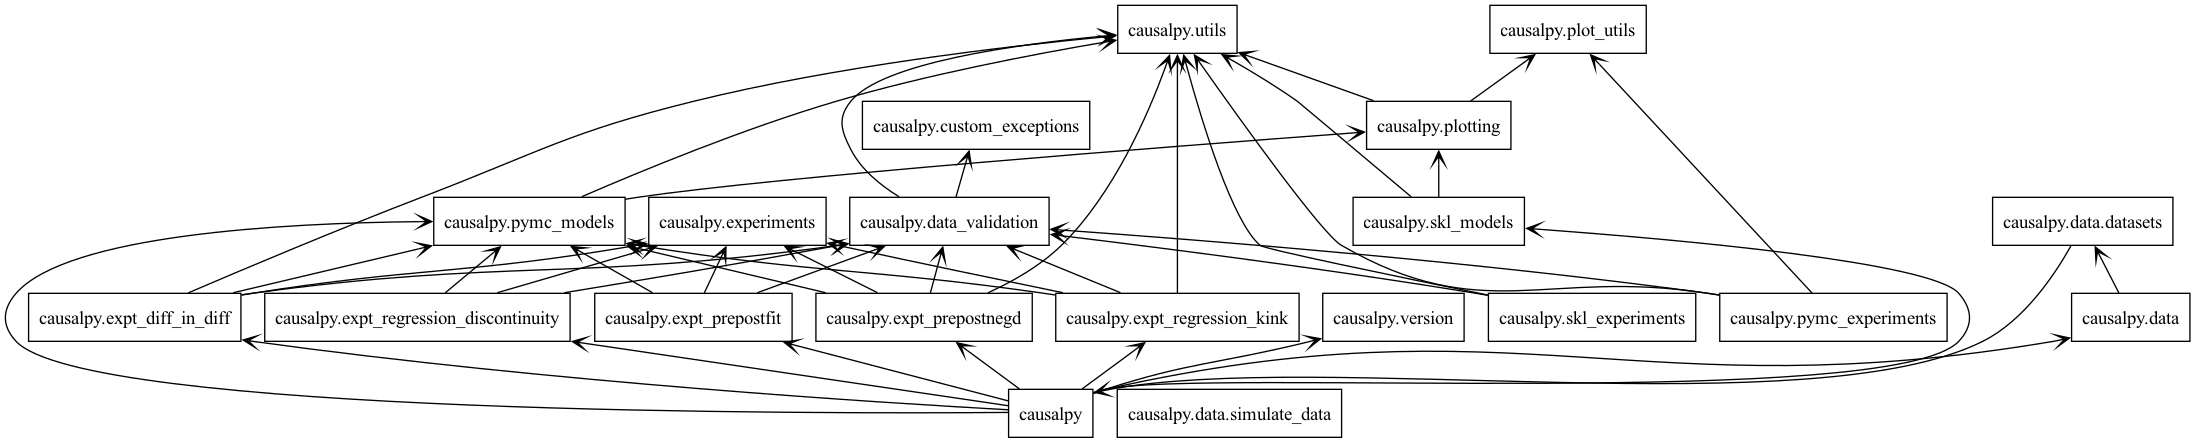 causalpy.utils
causalpy.plot_utils
causalpy.custom_exceptions
causalpy.plotting
causalpy.pymc_models
causalpy.experiments
causalpy.data_validation
causalpy.skl_models
causalpy.data.datasets
causalpy.expt_diff_in_diff
causalpy.expt_regression_discontinuity
causalpy.expt_prepostfit
causalpy.expt_prepostnegd
causalpy.expt_regression_kink
causalpy.version
causalpy.skl_experiments
causalpy.pymc_experiments
causalpy.data
causalpy
causalpy.data.simulate_data